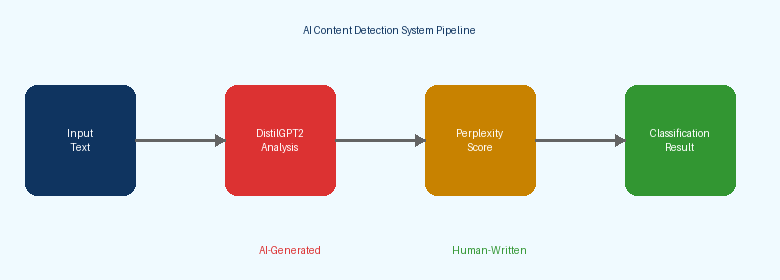 AI Content Detection System Pipeline
Input
Text
DistilGPT2
Analysis
Perplexity
Score
Classification
Result
AI-Generated
Human-Written